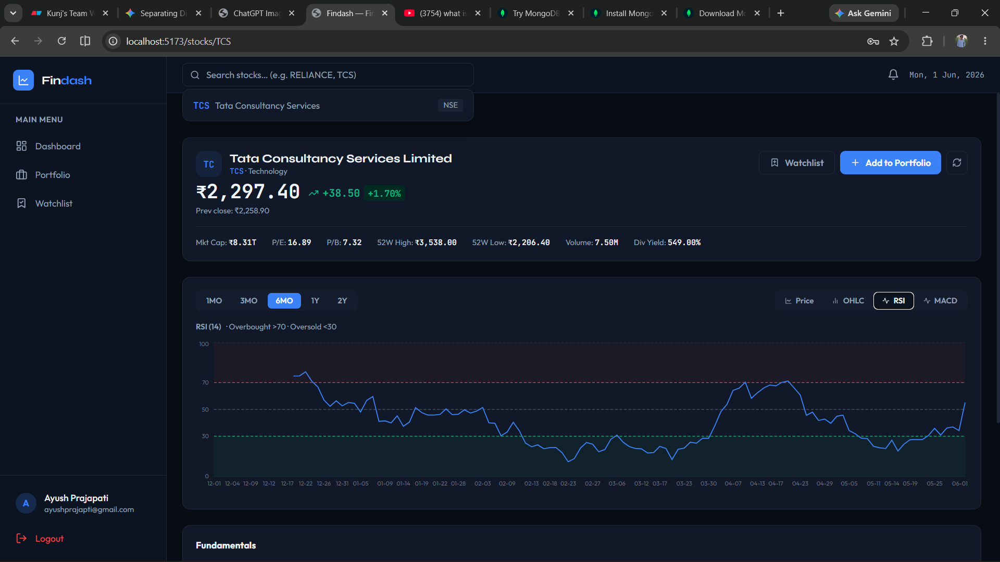 Kunj's Team W
Separating Di
ChatGPT Imag
Findash — Fir
(3754) what is
Try MongoDB
Install Mongo
Download Mo
Ask Gemini
localhost:5173/stocks/TCS
Findash
Search stocks... (e.g. RELIANCE, TCS)
Mon, 1 Jun, 2026
TCS Tata Consultancy Services NSE
MAIN MENU
Dashboard
Portfolio
Watchlist
TC
Tata Consultancy Services Limited
TCS · Technology
Watchlist
+ Add to Portfolio
₹2,297.40 +38.50 +1.70%
Prev close: ₹2,258.90
Mkt Cap: ₹8.31T P/E: 16.89 P/B: 7.32 52W High: ₹3,538.00 52W Low: ₹2,206.40 Volume: 7.50M Div Yield: 549.00%
1MO 3MO 6MO 1Y 2Y
Price OHLC RSI MACD
RSI (14) · Overbought >70 · Oversold <30
100
70
50
30
0
12-01 12-04 12-09 12-12 12-17 12-22 12-26 12-31 01-05 01-09 01-14 01-19 01-22 01-28 02-03 02-09 02-13 02-18 02-23 02-27 03-06 03-12 03-17 03-23 03-30 04-07 04-13 04-17 04-23 04-29 05-05 05-11 05-14 05-19 05-25 06-01
Fundamentals
A
Ayush Prajapati
ayushprajapti@gmail.com
Logout